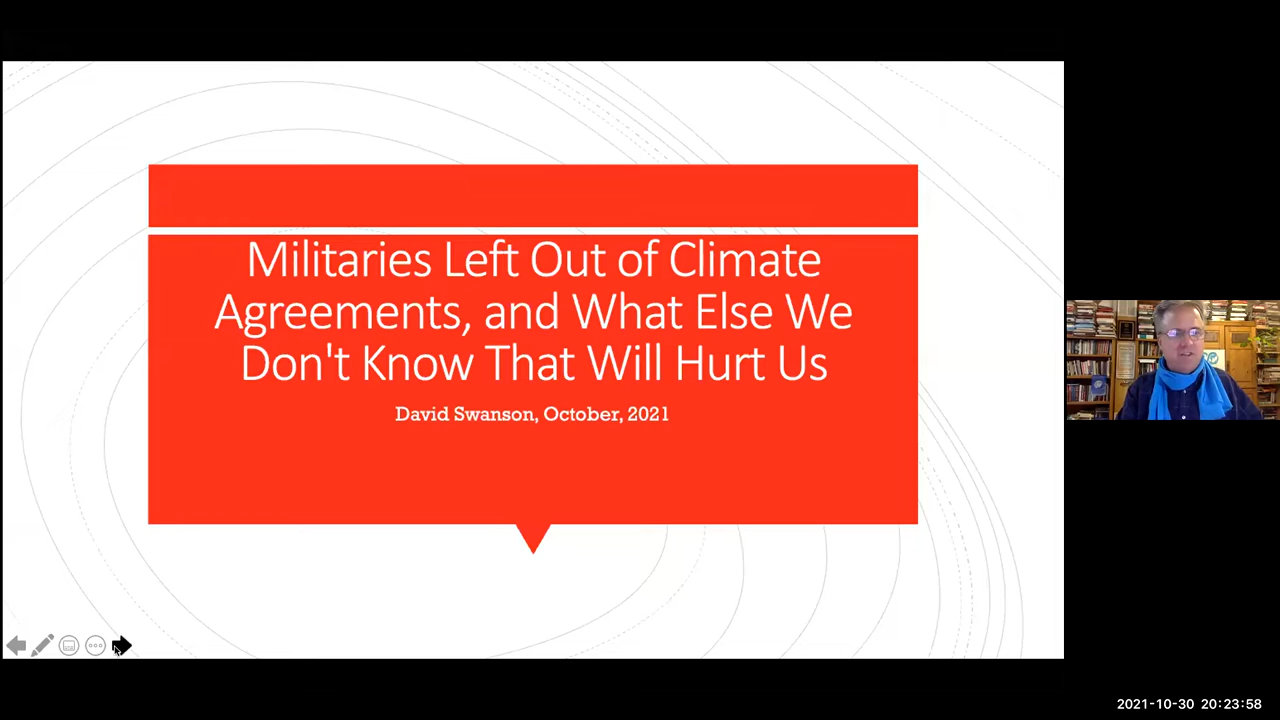 Militaries Left Out of Climate
Agreements, and What Else We
Don't Know That Will Hurt Us
David Swanson, October, 2021
2021-10-30 20:23:58